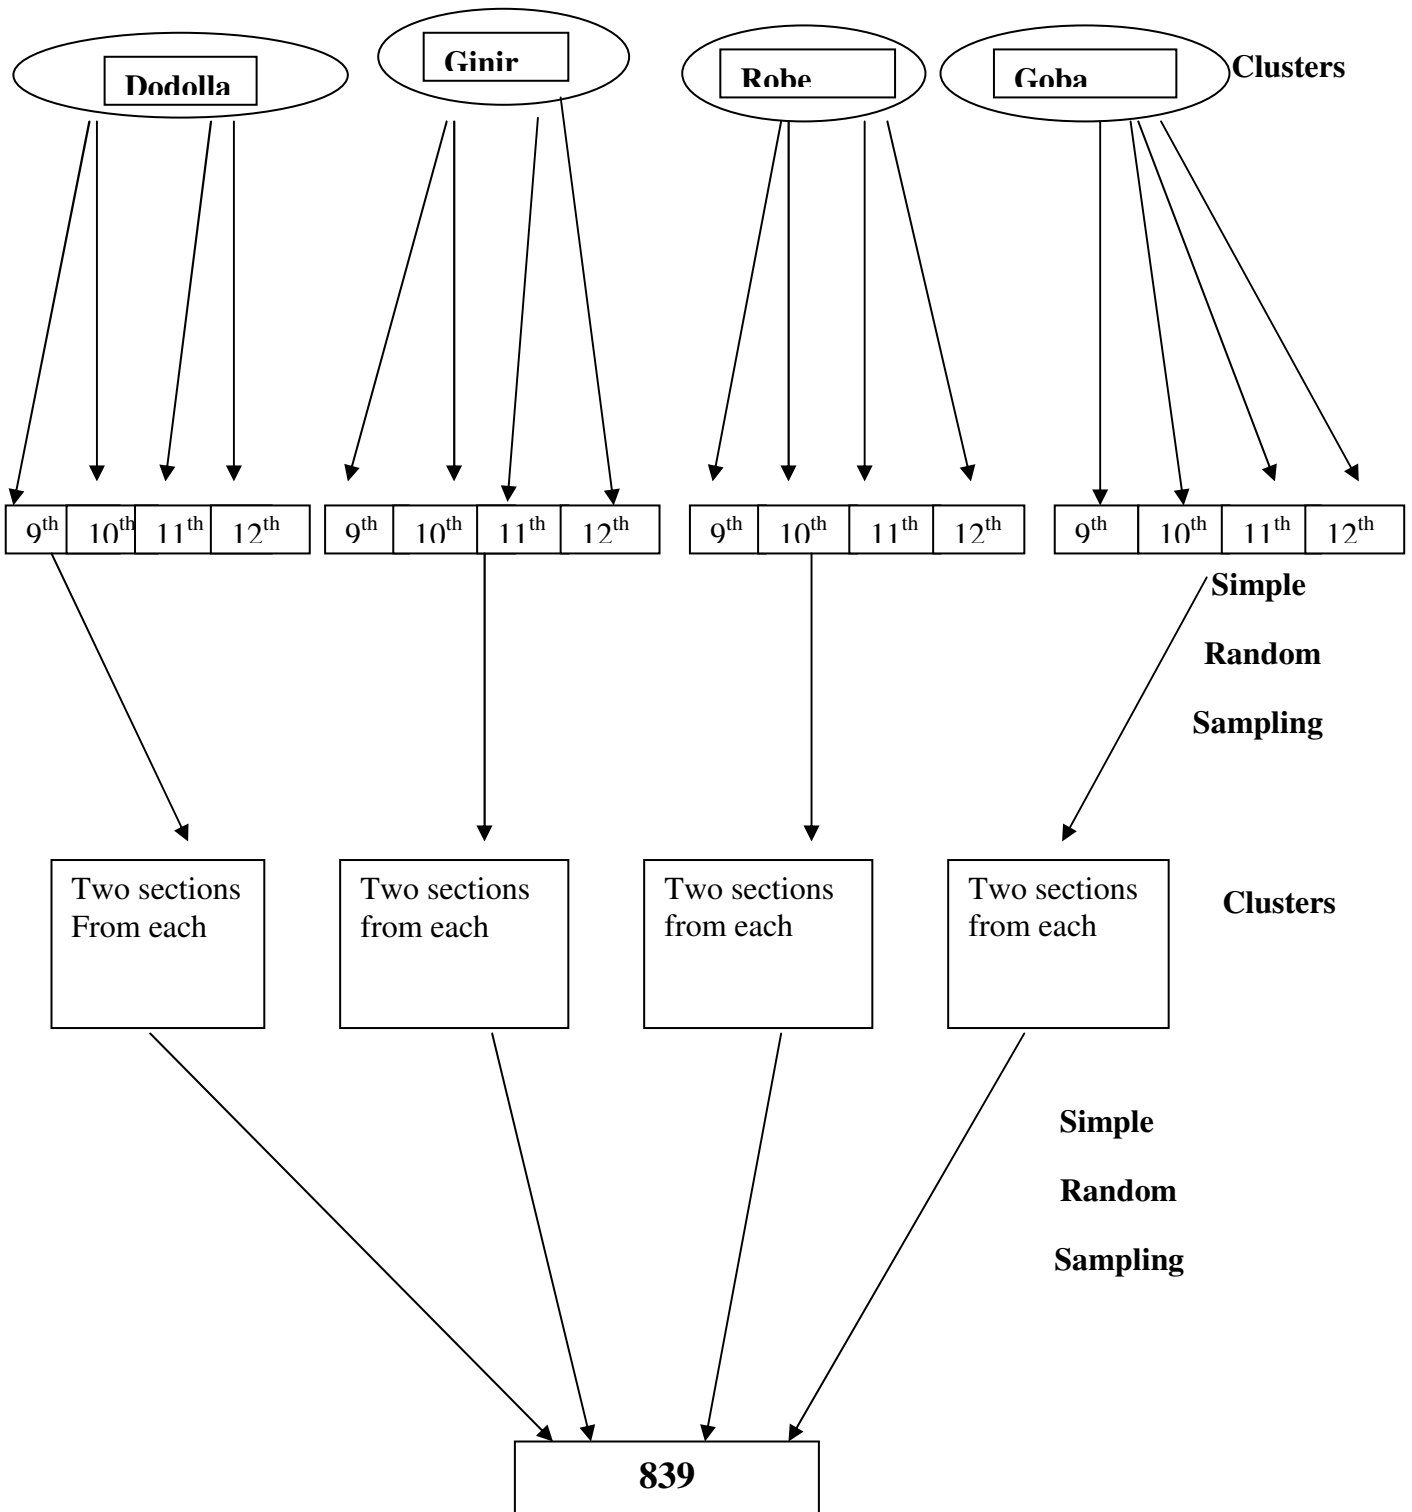 Dodolla Ginir Robe Goba Clusters
9th 10th 11th 12th 9th 10th 11th 12th 9th 10th 11th 12th 9th 10th 11th 12th
Simple
Random
Sampling
Two sections
From each
Two sections
from each
Two sections
from each
Two sections
from each
Clusters
Simple
Random
Sampling
839